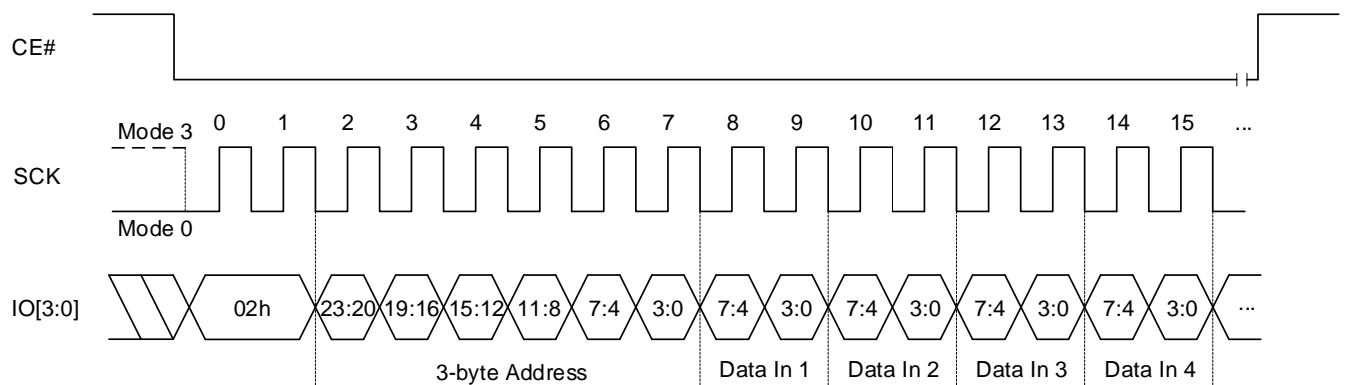 CE#
Mode 3 0 1 2 3 4 5 6 7 8 9 10 11 12 13 14 15 ...
SCK
Mode 0
IO[3:0] 02h 23:20 19:16 15:12 11:8 7:4 3:0 7:4 3:0 7:4 3:0 7:4 3:0 7:4 3:0 ...
3-byte Address Data In 1 Data In 2 Data In 3 Data In 4